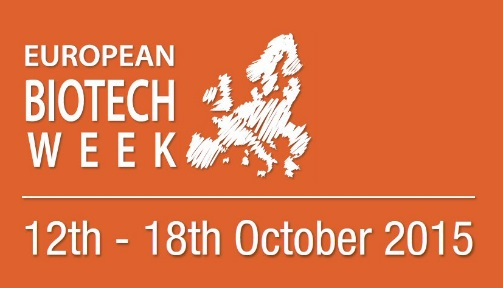 EUROPEAN
BIOTECH
WEEK
12th - 18th October 2015